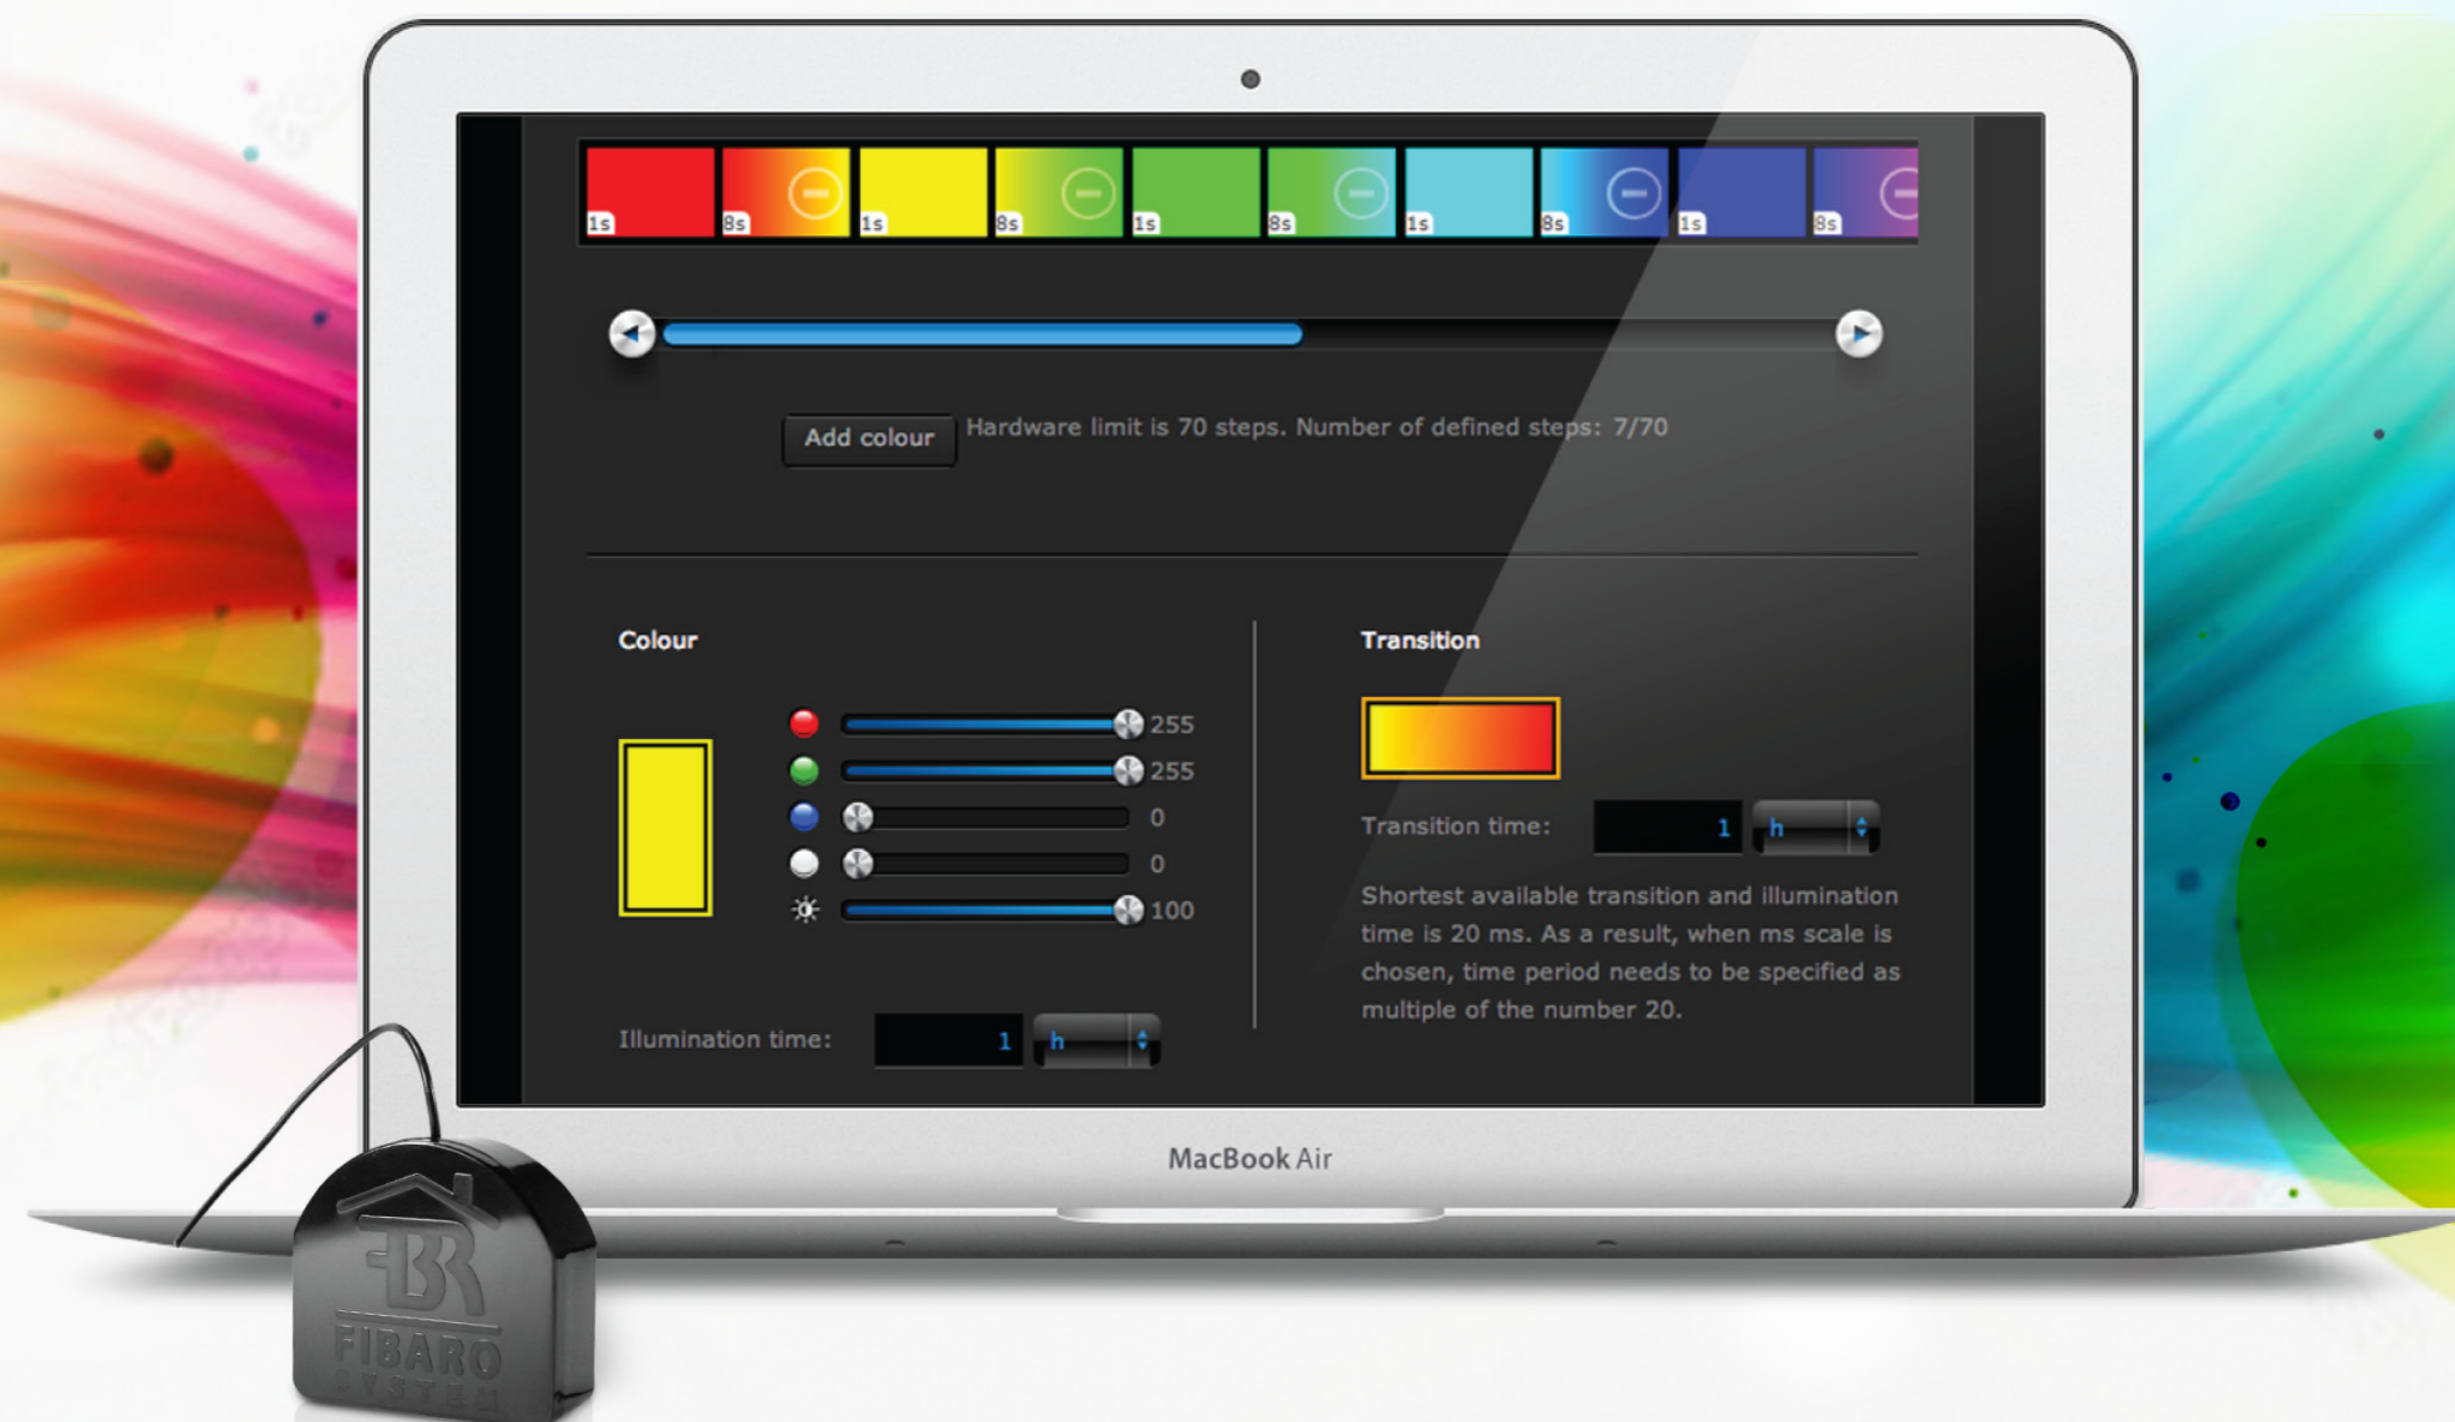 1s 8s 1s 8s 1s 8s 1s 8s 1s 8s
Add colour Hardware limit is 70 steps. Number of defined steps: 7/70
Colour
255
255
0
0
100
Illumination time: 1 h
Transition
Transition time: 1 h
Shortest available transition and illumination
time is 20 ms. As a result, when ms scale is
chosen, time period needs to be specified as
multiple of the number 20.
MacBook Air
FIBARO
SYSTEM